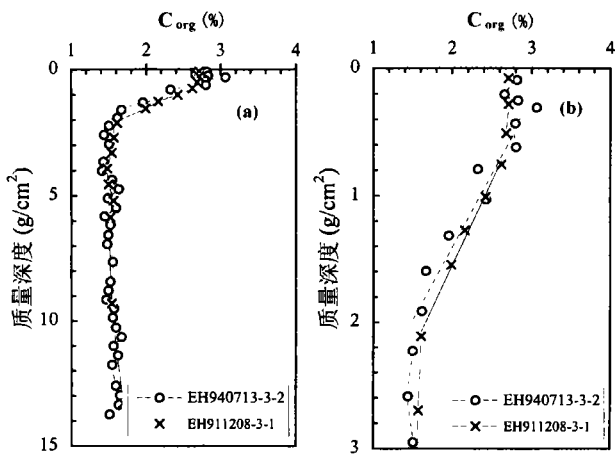 C org (%)
1 2 3 4
0
5
10
15
质量深度 (g/cm²)
(a)
EH940713-3-2
EH911208-3-1
C org (%)
1 2 3 4
0
1
2
3
质量深度 (g/cm²)
(b)
EH940713-3-2
EH911208-3-1